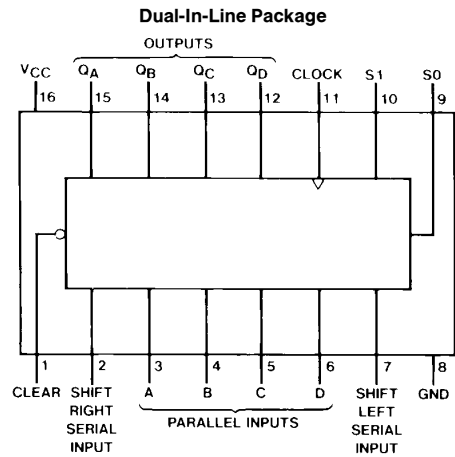 Dual-In-Line Package
OUTPUTS
VCC QA QB QC QD CLOCK S1 S0
16 15 14 13 12 11 10 9
1 2 3 4 5 6 7 8
CLEAR SHIFT A B C D SHIFT GND
RIGHT LEFT
PARALLEL INPUTS
SERIAL SERIAL
INPUT INPUT